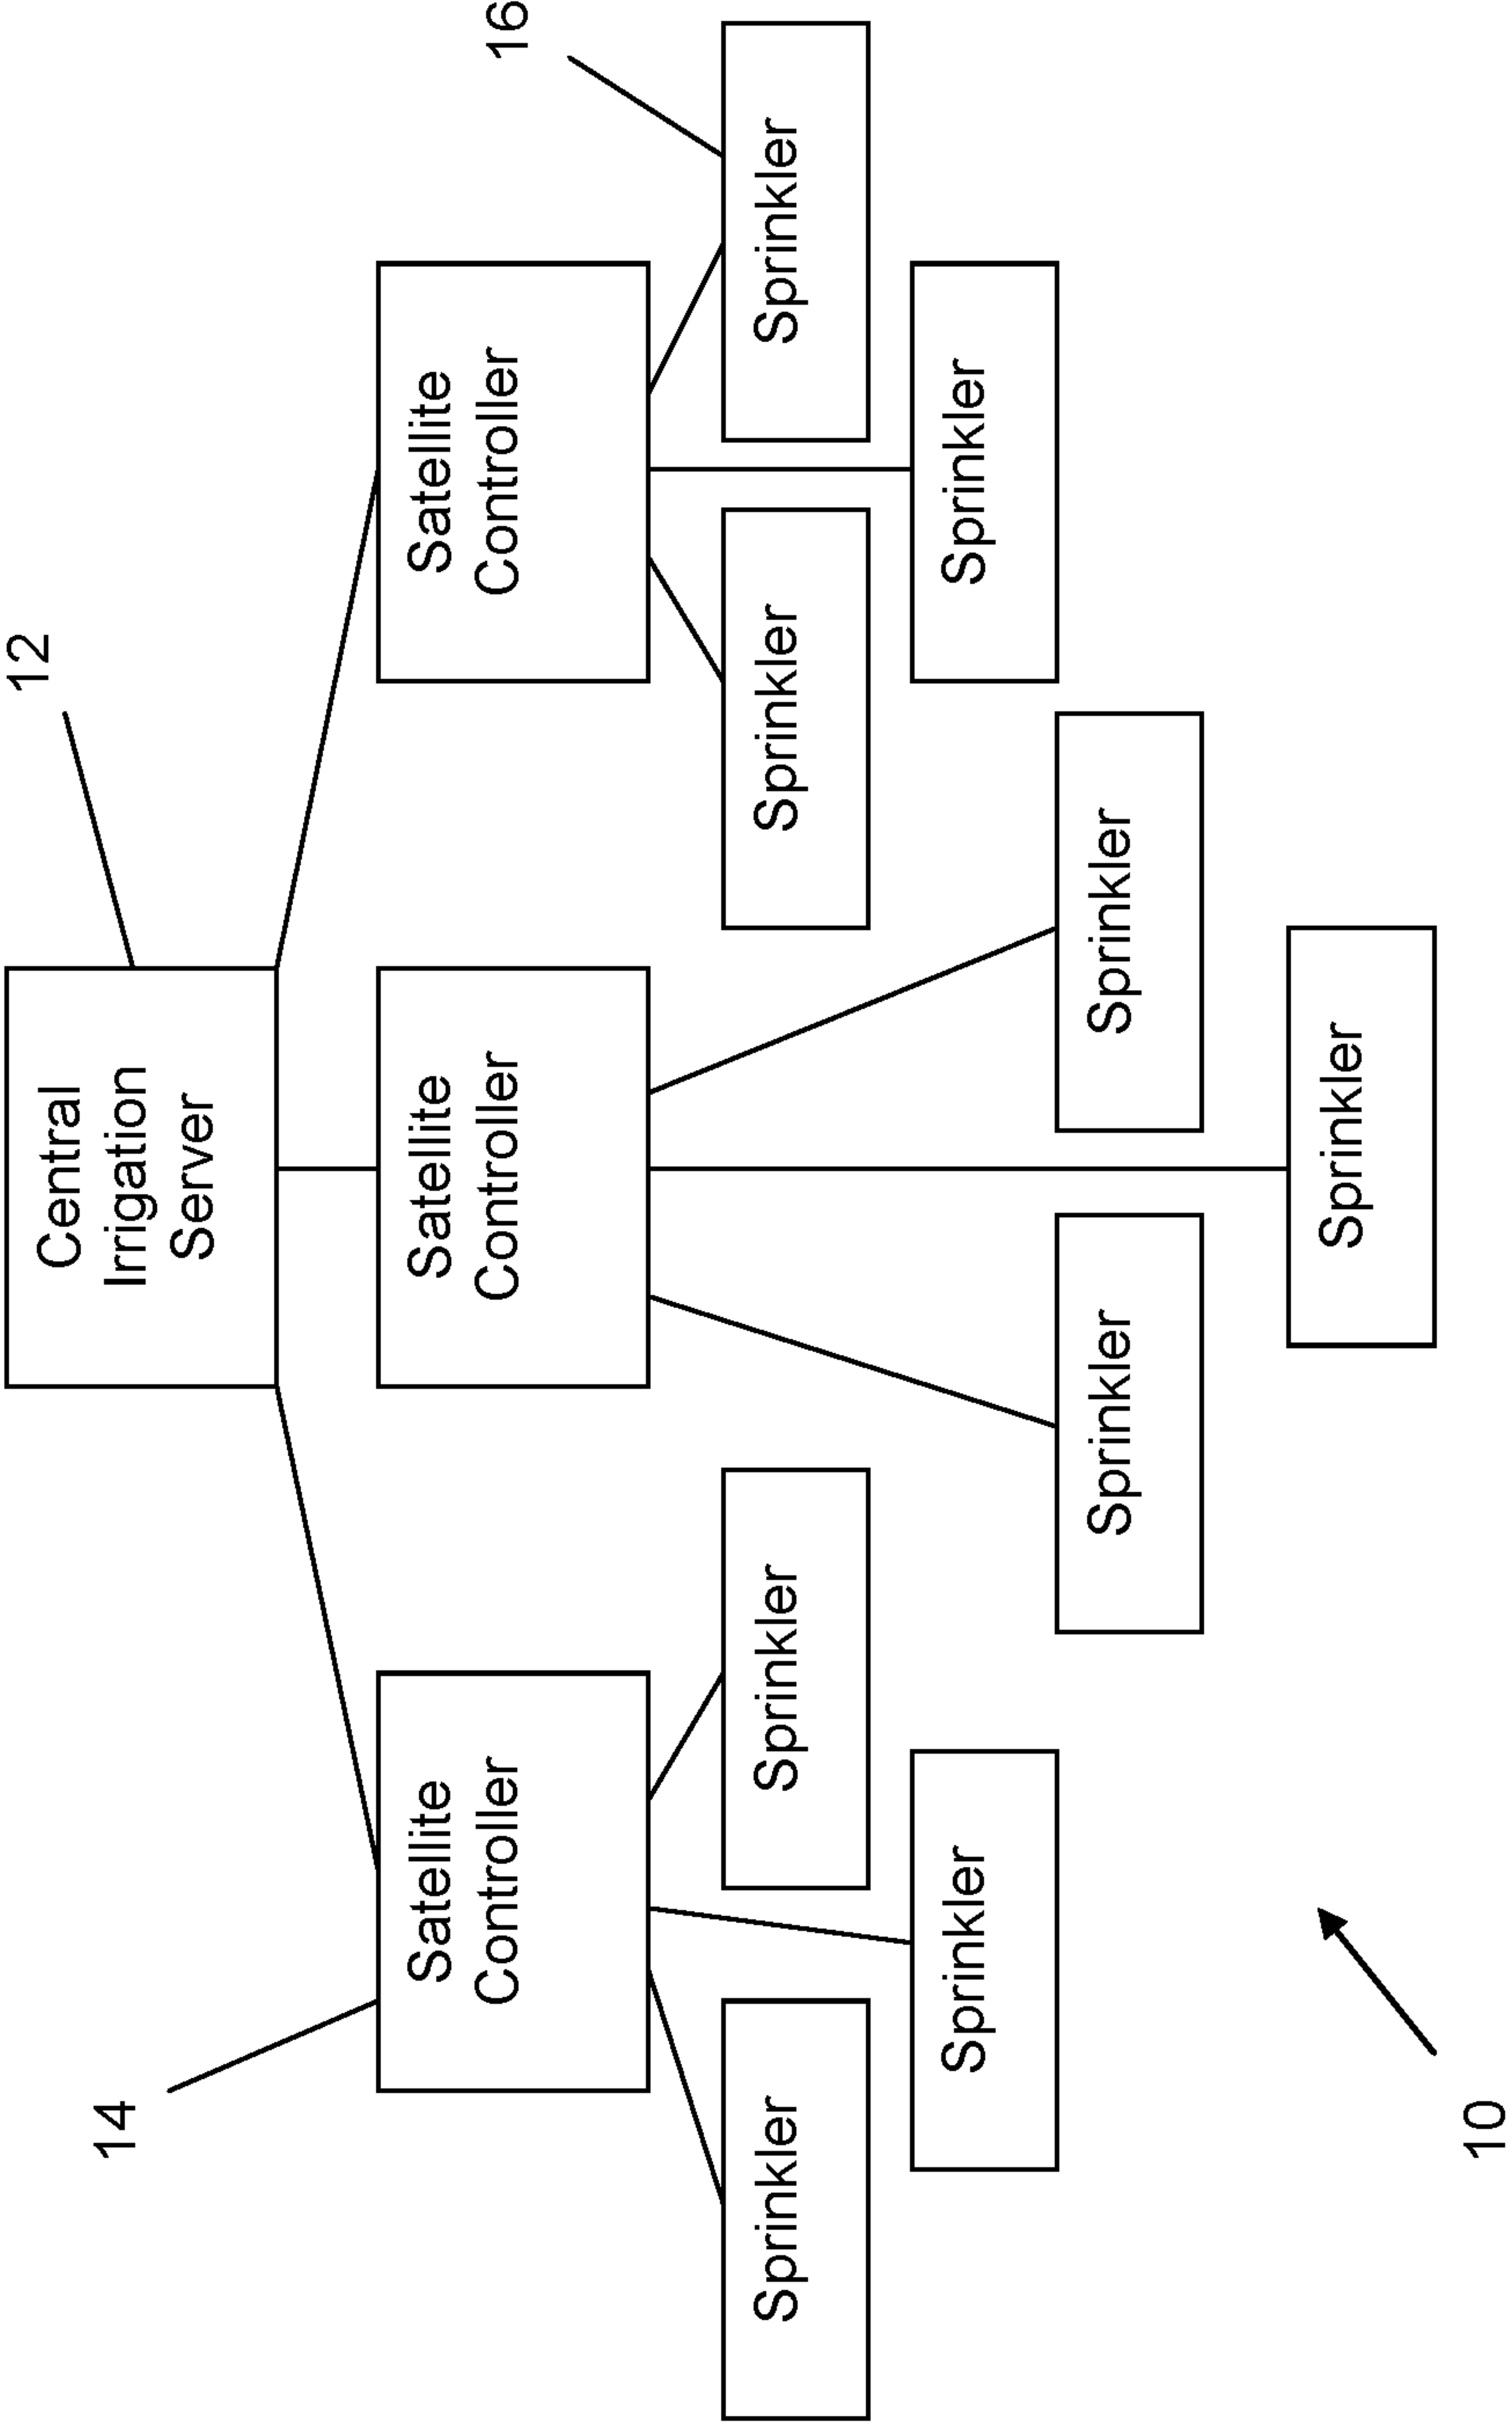 12
Central
Irrigation
Server
14
Satellite
Controller
Satellite
Controller
Satellite
Controller
16
Sprinkler
Sprinkler
Sprinkler
Sprinkler
Sprinkler
Sprinkler
Sprinkler
Sprinkler
Sprinkler
10